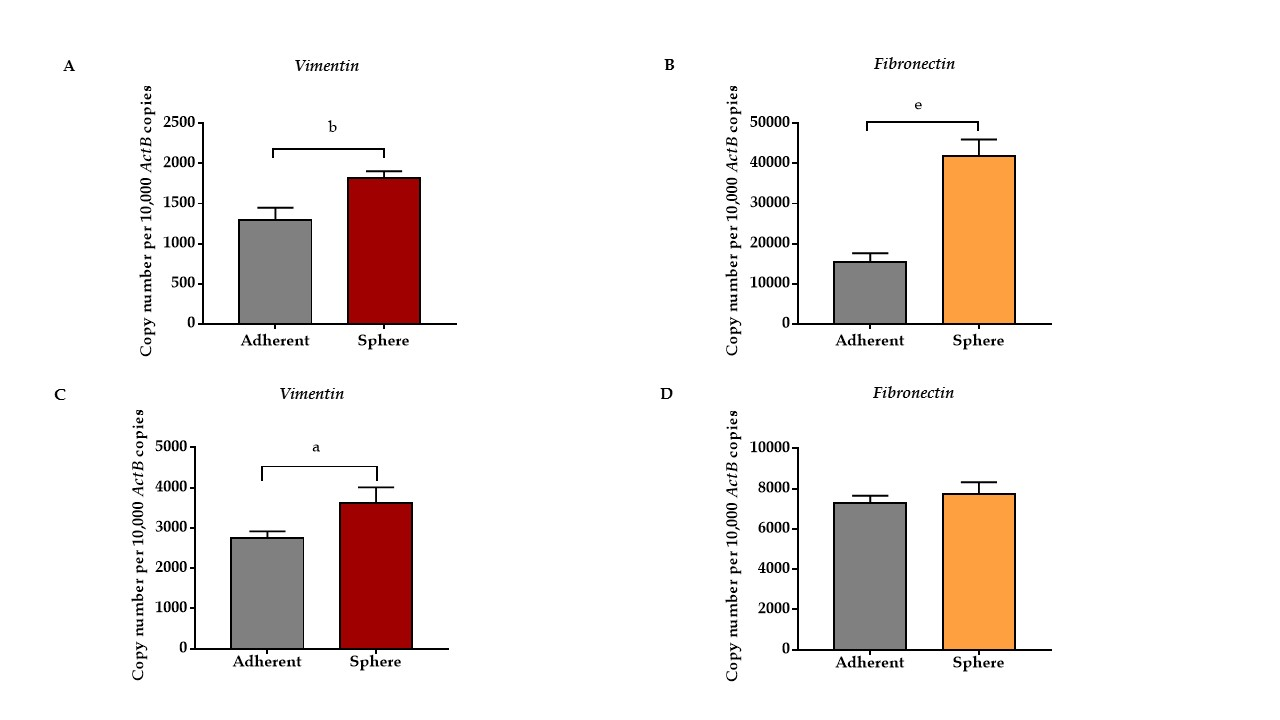 A
Vimentin
Copy number per 10,000 ActB copies
2500
2000
1500
1000
500
0
b
Adherent
Sphere
B
Fibronectin
Copy number per 10,000 ActB copies
50000
40000
30000
20000
10000
0
e
Adherent
Sphere
C
Vimentin
Copy number per 10,000 ActB copies
5000
4000
3000
2000
1000
0
a
Adherent
Sphere
D
Fibronectin
Copy number per 10,000 ActB copies
10000
8000
6000
4000
2000
0
Adherent
Sphere